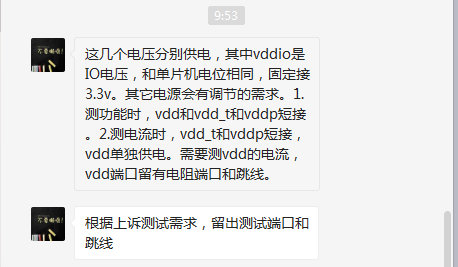 9:53
这几个电压分别供电，其中vddio是
IO电压，和单片机电位相同，固定接
3.3v。其它电源会有调节的需求。1.
测功能时，vdd和vdd_t和vddp短接
。2.测电流时，vdd_t和vddp短接，
vdd单独供电。需要测vdd的电流，
vdd端口留有电阻端口和跳线。
根据上诉测试需求，留出测试端口和
跳线